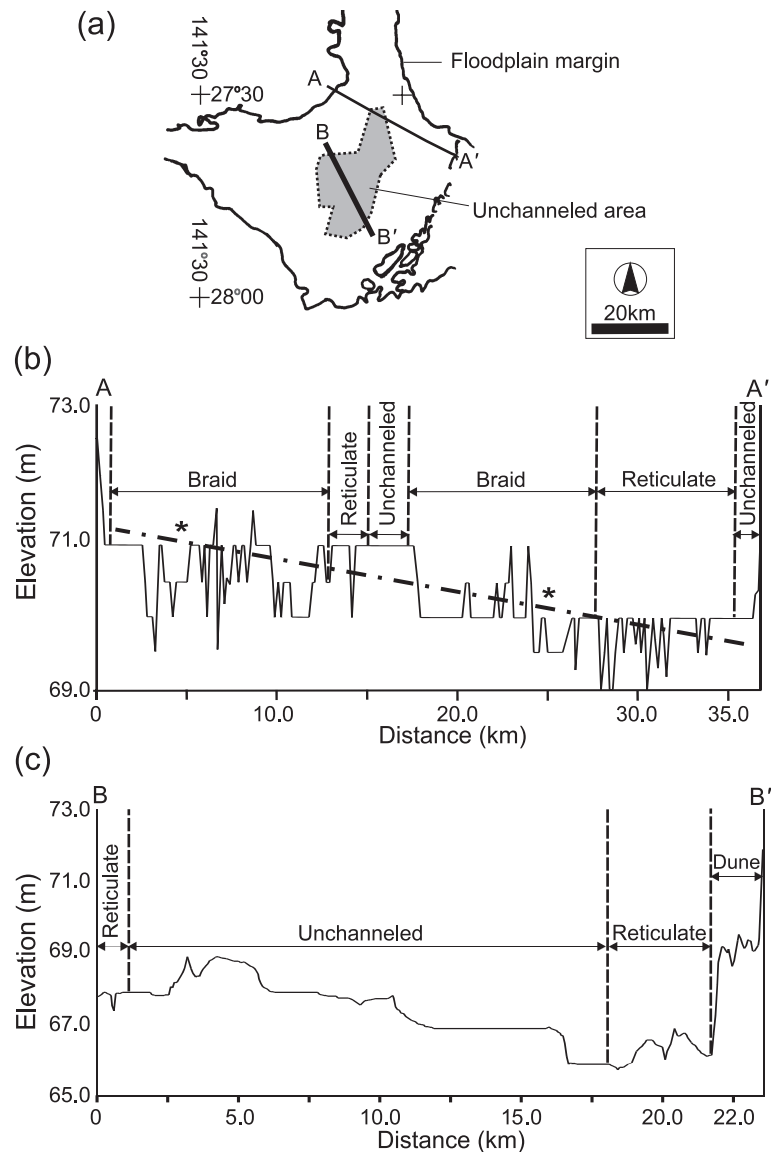 (a)
141°30
27°30
A
Floodplain margin
B
A′
Unchanneled area
B′
141°30
28°00
20km
(b)
A
A′
73.0
Unchanneled
Unchanneled
Reticulate
Braid
Braid
Reticulate
*
71.0
*
69.0
Elevation (m)
0
10.0
20.0
30.0
35.0
Distance (km)
(c)
B
B′
73.0
Reticulate
Dune
71.0
69.0
Unchanneled
Reticulate
67.0
65.0
Elevation (m)
0
5.0
10.0
15.0
20.0
22.0
Distance (km)